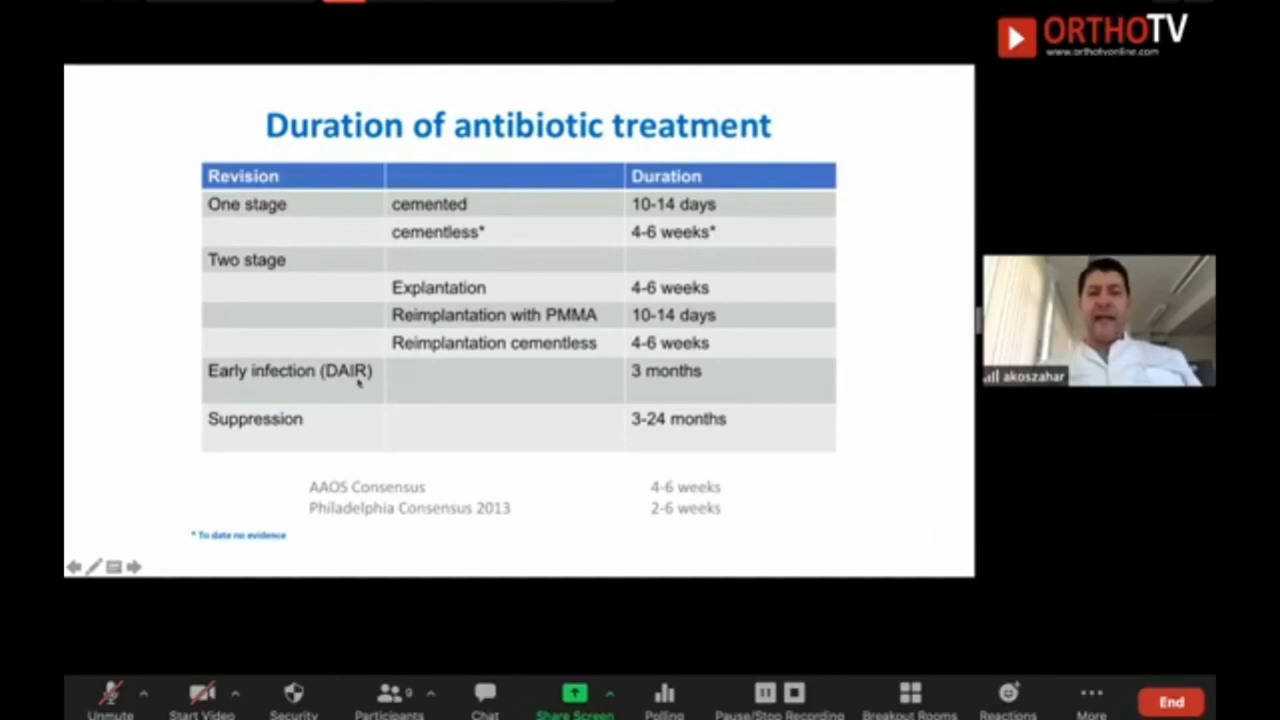 ORTHOTV
www.orthotvonline.com
Duration of antibiotic treatment
Revision Duration
One stage cemented 10-14 days
cementless* 4-6 weeks*
Two stage
Explantation 4-6 weeks
Reimplantation with PMMA 10-14 days
Reimplantation cementless 4-6 weeks
Early infection (DAIR) 3 months
Suppression 3-24 months
AAOS Consensus 4-6 weeks
Philadelphia Consensus 2013 2-6 weeks
* To date no evidence
akoszahar
9
Unmute Start Video Security Participants Chat Share Screen Polling Pause/Stop Recording Breakout Rooms Reactions More End